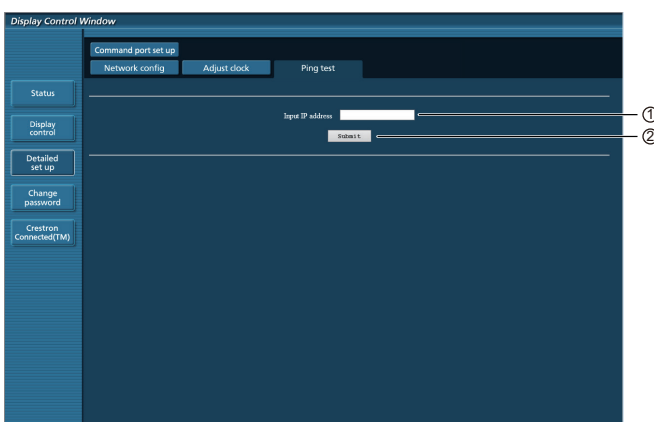 Display Control Window
Command port set up
Network config
Adjust clock
Ping test
Status
Display
control
Detailed
set up
Change
password
Crestron
Connected(TM)
Input IP address
Submit
①
②